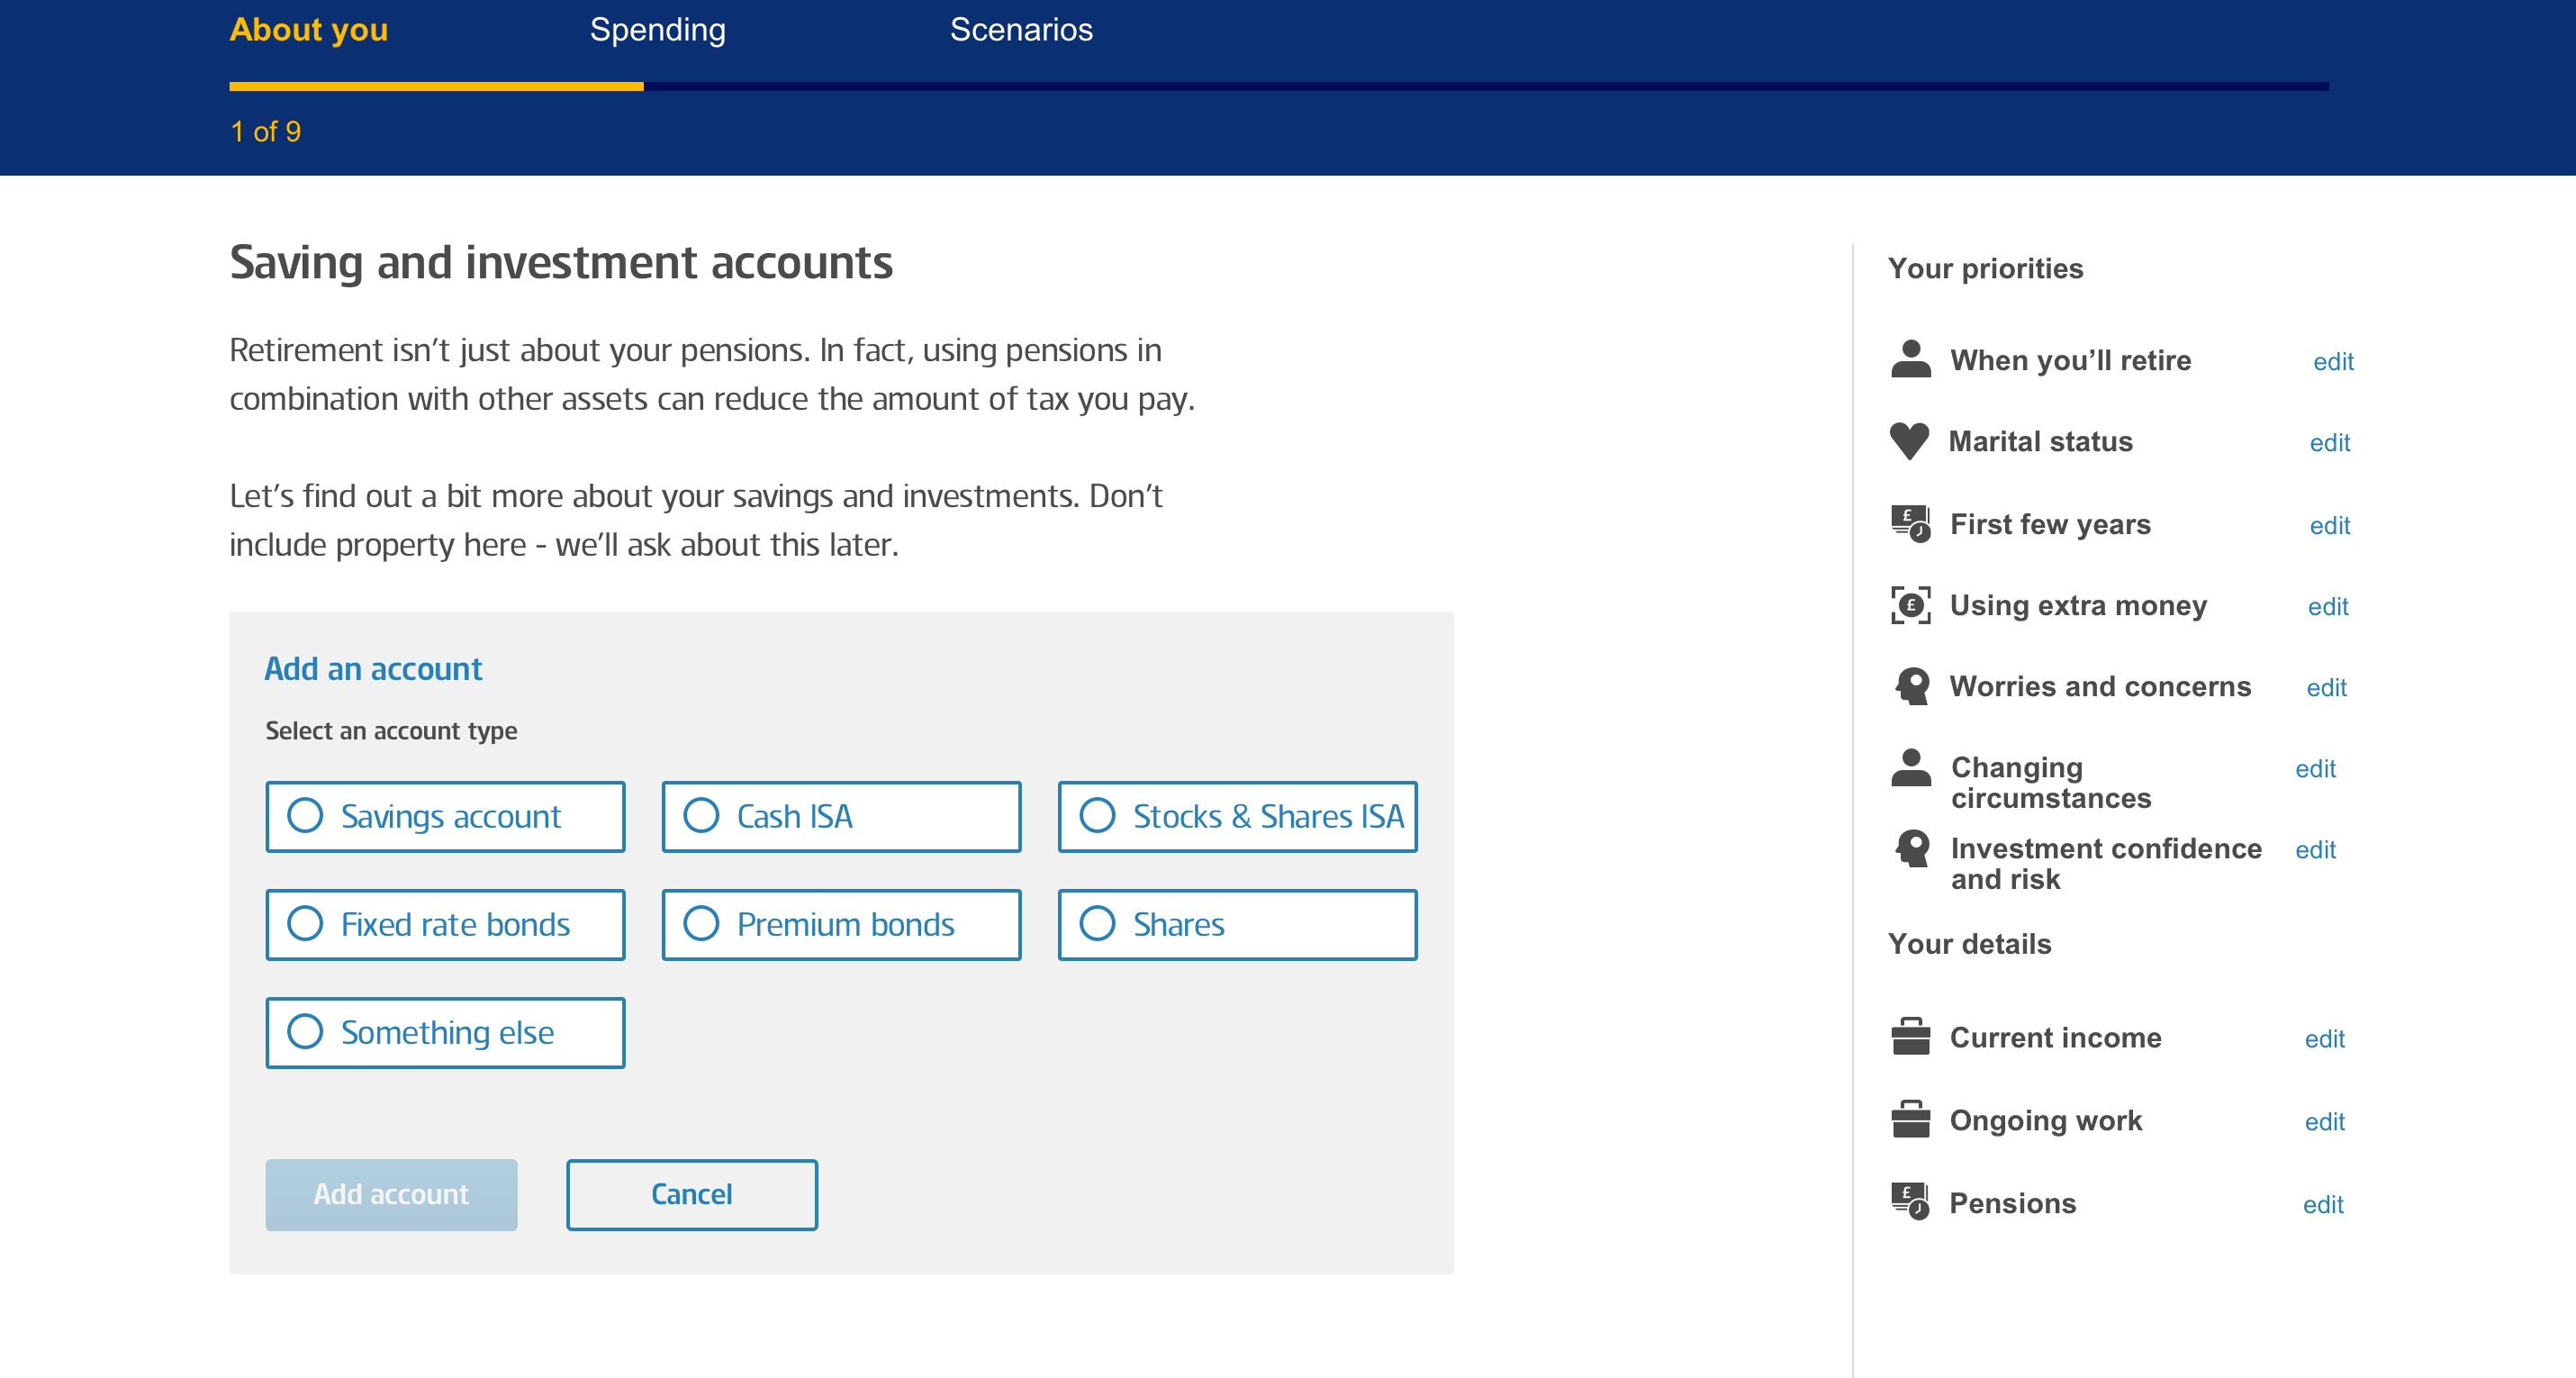 About you
Spending
Scenarios
1 of 9
Saving and investment accounts
Retirement isn’t just about your pensions. In fact, using pensions in
combination with other assets can reduce the amount of tax you pay.
Let’s find out a bit more about your savings and investments. Don’t
include property here - we’ll ask about this later.
Add an account
Select an account type
Savings account
Cash ISA
Stocks & Shares ISA
Fixed rate bonds
Premium bonds
Shares
Something else
Add account
Cancel
Your priorities
When you’ll retire edit
Marital status edit
£ First few years edit
£ Using extra money edit
Worries and concerns edit
Changing edit
circumstances
Investment confidence edit
and risk
Your details
Current income edit
Ongoing work edit
£ Pensions edit